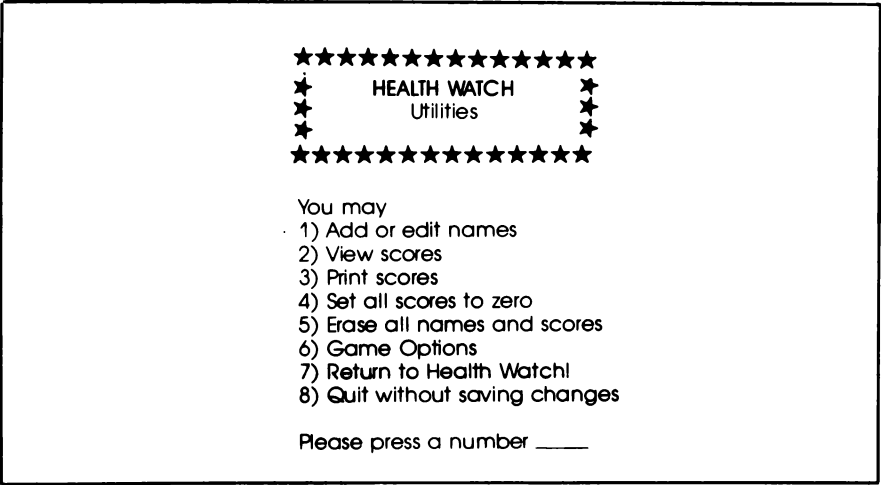 HEALTH WATCH
Utilities
You may
1) Add or edit names
2) View scores
3) Print scores
4) Set all scores to zero
5) Erase all names and scores
6) Game Options
7) Return to Health Watch!
8) Quit without saving changes
Please press a number ____